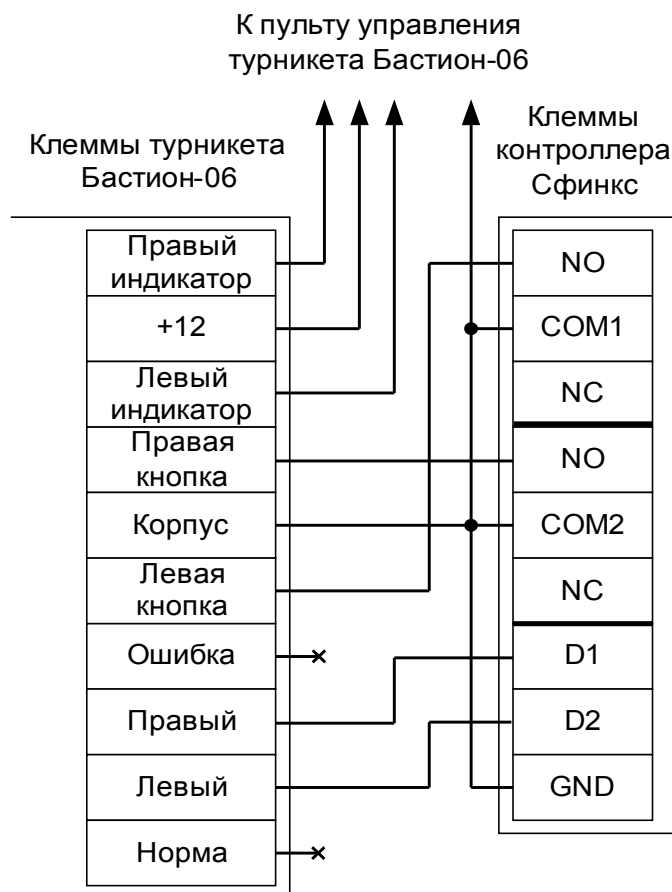 К пульту управления
турникета Бастион-06
Клеммы турникета
Бастион-06
Клеммы
контроллера
Сфинкс
Правый
индикатор
+12
Левый
индикатор
Правая
кнопка
Корпус
Левая
кнопка
Ошибка
Правый
Левый
Норма
NO
COM1
NC
NO
COM2
NC
D1
D2
GND